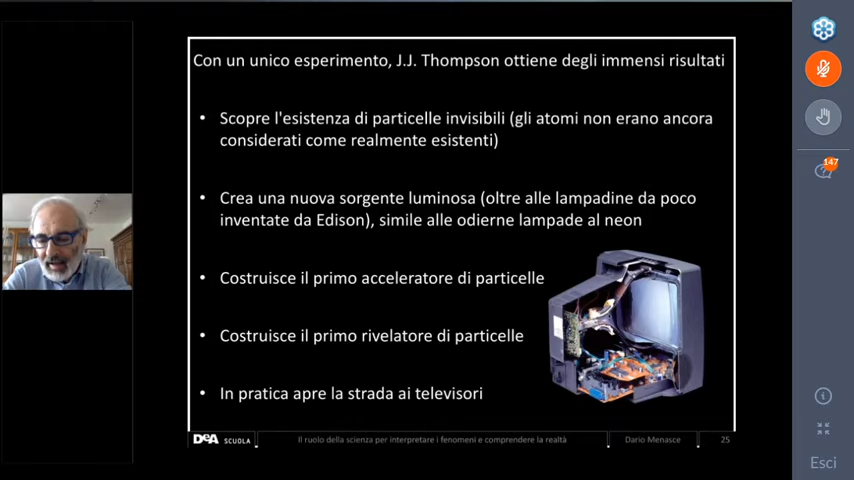 Con un unico esperimento, J.J. Thompson ottiene degli immensi risultati
• Scopre l'esistenza di particelle invisibili (gli atomi non erano ancora
considerati come realmente esistenti)
• Crea una nuova sorgente luminosa (oltre alle lampadine da poco
inventate da Edison), simile alle odierne lampade al neon
• Costruisce il primo acceleratore di particelle
• Costruisce il primo rivelatore di particelle
• In pratica apre la strada ai televisori
DeA SCUOLA
Il ruolo della scienza per interpretare i fenomeni e comprendere la realtà
Dario Menasce
25
147
Esci